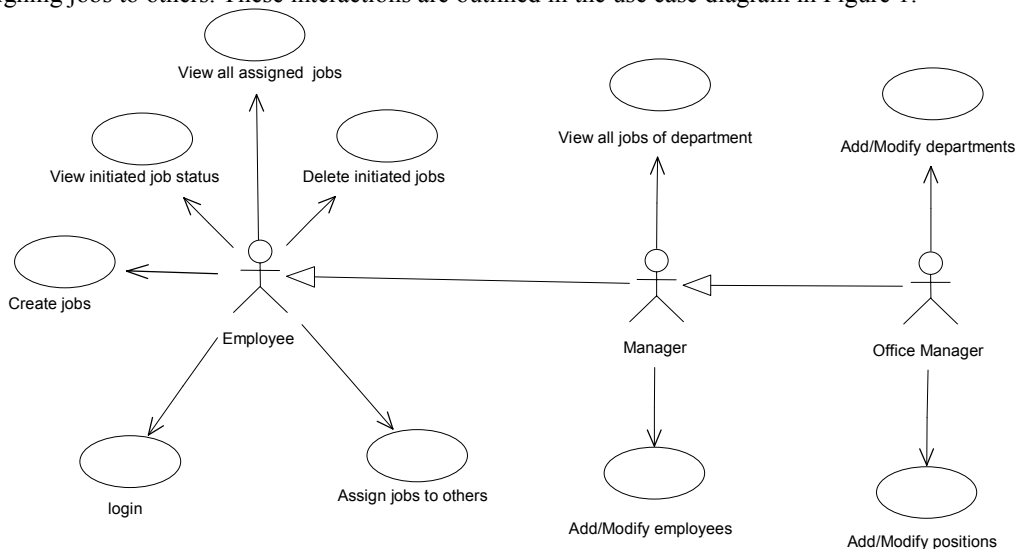 View all assigned jobs
View initiated job status
Delete initiated jobs
Create jobs
Employee
login
Assign jobs to others
View all jobs of department
Manager
Add/Modify employees
Add/Modify departments
Office Manager
Add/Modify positions